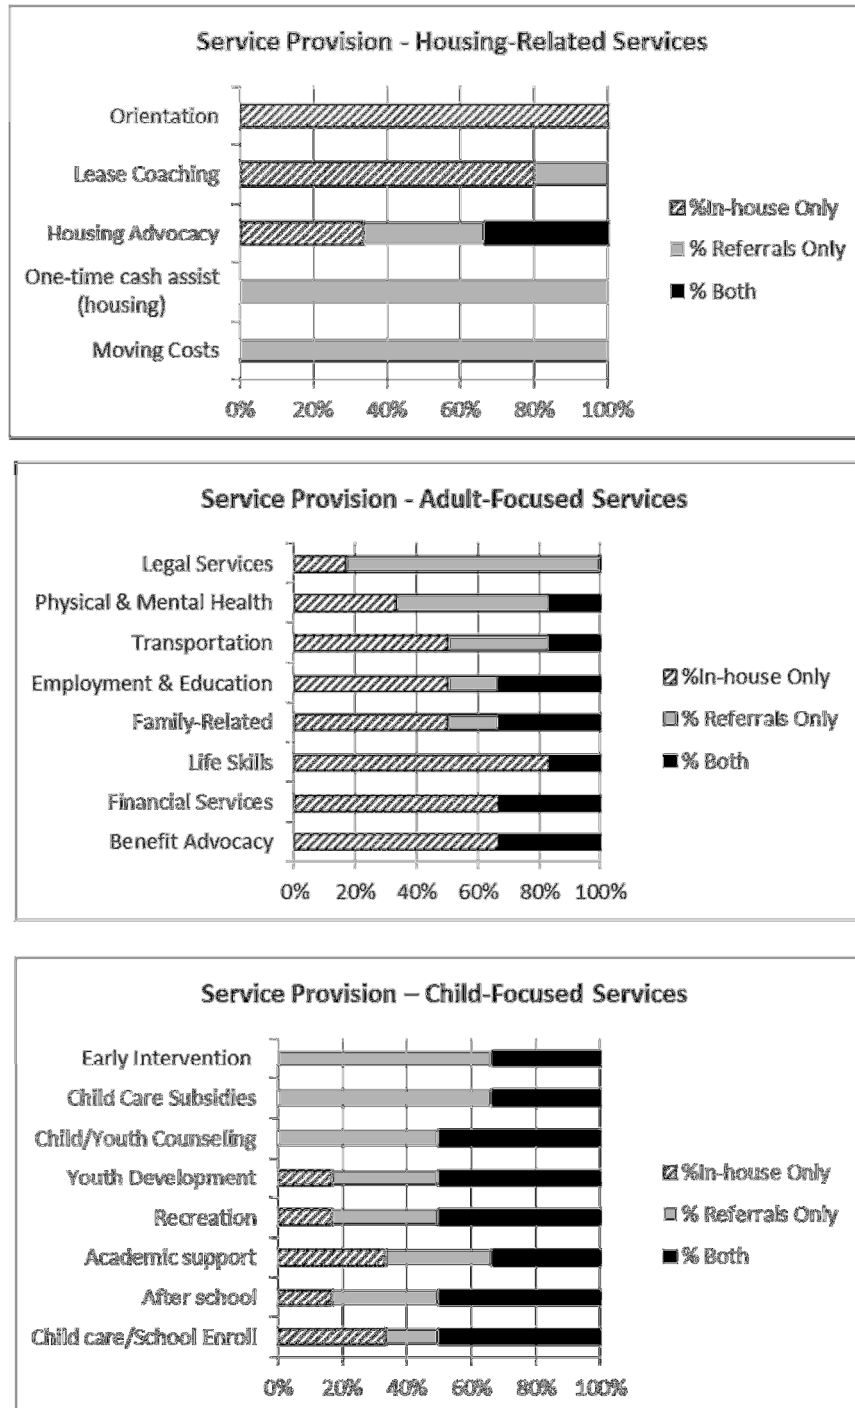 Service Provision - Housing-Related Services
Orientation
Lease Coaching
Housing Advocacy
One-time cash assist
(housing)
Moving Costs
0% 20% 40% 60% 80% 100%
%In-house Only
% Referrals Only
% Both
Service Provision - Adult-Focused Services
Legal Services
Physical & Mental Health
Transportation
Employment & Education
Family-Related
Life Skills
Financial Services
Benefit Advocacy
0% 20% 40% 60% 80% 100%
%In-house Only
% Referrals Only
% Both
Service Provision – Child-Focused Services
Early Intervention
Child Care Subsidies
Child/Youth Counseling
Youth Development
Recreation
Academic support
After school
Child care/School Enroll
0% 20% 40% 60% 80% 100%
%In-house Only
% Referrals Only
% Both